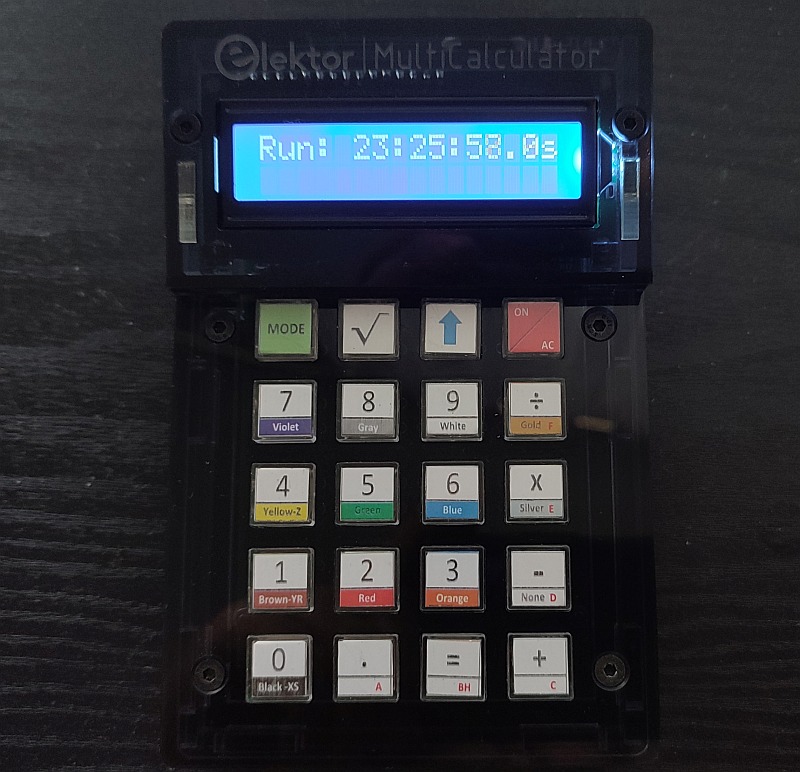 elektor | MultiCalculator
Run: 23:25:58.0s
MODE √ ON AC
7 8 9 ÷
Violet Gray White Gold F
4 5 6 X
Yellow-Z Green Blue Silver E
1 2 3 -
Brown-YR Red Orange None D
0 . = +
Black-XS A BH C